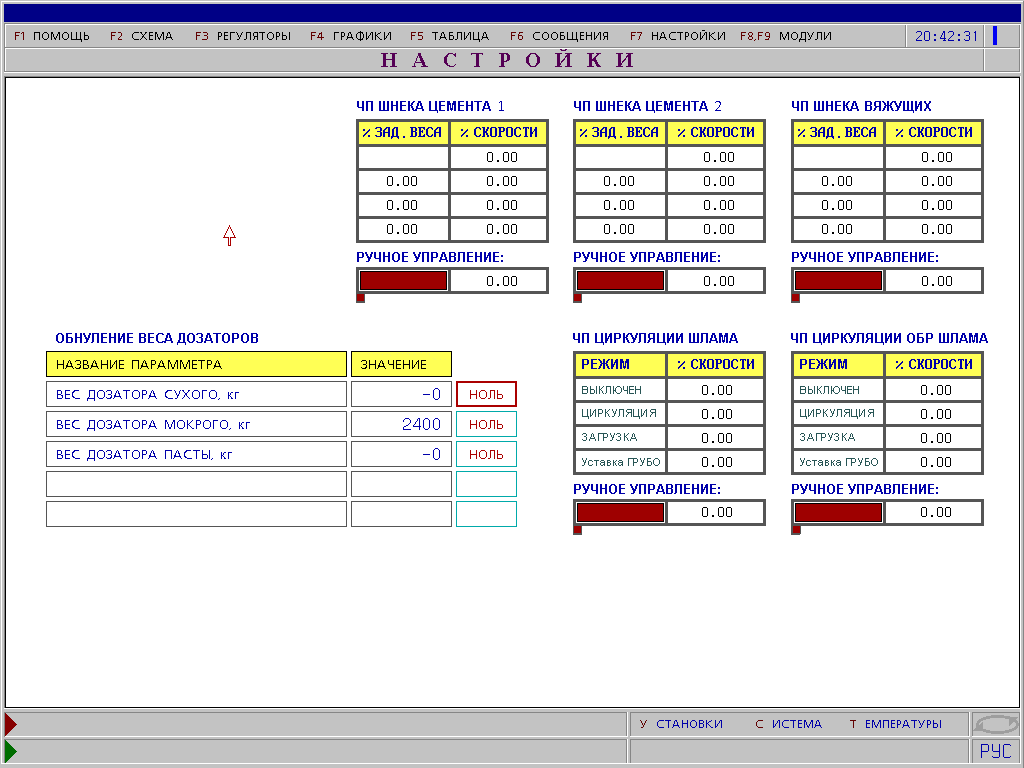 F1 ПОМОЩЬ F2 СХЕМА F3 РЕГУЛЯТОРЫ F4 ГРАФИКИ F5 ТАБЛИЦА F6 СООБЩЕНИЯ F7 НАСТРОЙКИ F8,F9 МОДУЛИ 20:42:31
НАСТРОЙКИ
ЧП ШНЕКА ЦЕМЕНТА 1 ЧП ШНЕКА ЦЕМЕНТА 2 ЧП ШНЕКА ВЯЖУЩИХ
% ЗАД.ВЕСА % СКОРОСТИ % ЗАД.ВЕСА % СКОРОСТИ % ЗАД.ВЕСА % СКОРОСТИ
0.00 0.00 0.00
0.00 0.00 0.00 0.00 0.00 0.00
0.00 0.00 0.00 0.00 0.00 0.00
0.00 0.00 0.00 0.00 0.00 0.00
РУЧНОЕ УПРАВЛЕНИЕ: РУЧНОЕ УПРАВЛЕНИЕ: РУЧНОЕ УПРАВЛЕНИЕ:
0.00 0.00 0.00
ОБНУЛЕНИЕ ВЕСА ДОЗАТОРОВ ЧП ЦИРКУЛЯЦИИ ШЛАМА ЧП ЦИРКУЛЯЦИИ ОБР ШЛАМА
НАЗВАНИЕ ПАРАММЕТРА ЗНАЧЕНИЕ РЕЖИМ % СКОРОСТИ РЕЖИМ % СКОРОСТИ
ВЕС ДОЗАТОРА СУХОГО, кг -0 НОЛЬ ВЫКЛЮЧЕН 0.00 ВЫКЛЮЧЕН 0.00
ВЕС ДОЗАТОРА МОКРОГО, кг 2400 НОЛЬ ЦИРКУЛЯЦИЯ 0.00 ЦИРКУЛЯЦИЯ 0.00
ВЕС ДОЗАТОРА ПАСТЫ, кг -0 НОЛЬ ЗАГРУЗКА 0.00 ЗАГРУЗКА 0.00
Уставка ГРУБО 0.00 Уставка ГРУБО 0.00
РУЧНОЕ УПРАВЛЕНИЕ: РУЧНОЕ УПРАВЛЕНИЕ:
0.00 0.00
У СТАНОВКИ С ИСТЕМА Т ЕМПЕРАТУРЫ
РУС